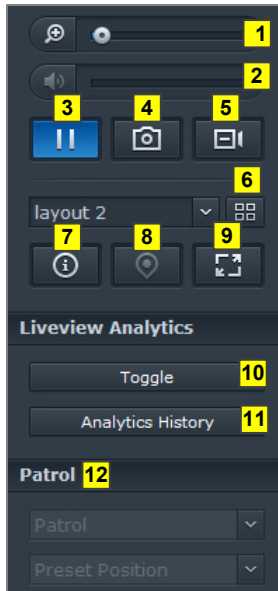 1
2
3 4 5
6
layout 2
7 8 9
Liveview Analytics
Toggle 10
Analytics History 11
Patrol 12
Patrol
Preset Position